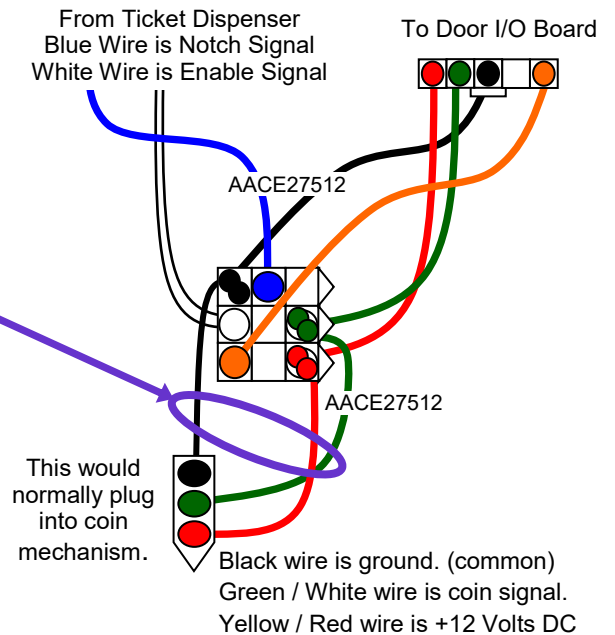 From Ticket Dispenser
Blue Wire is Notch Signal
White Wire is Enable Signal
To Door I/O Board
AACE27512
AACE27512
This would
normally plug
into coin
mechanism.
Black wire is ground. (common)
Green / White wire is coin signal.
Yellow / Red wire is +12 Volts DC